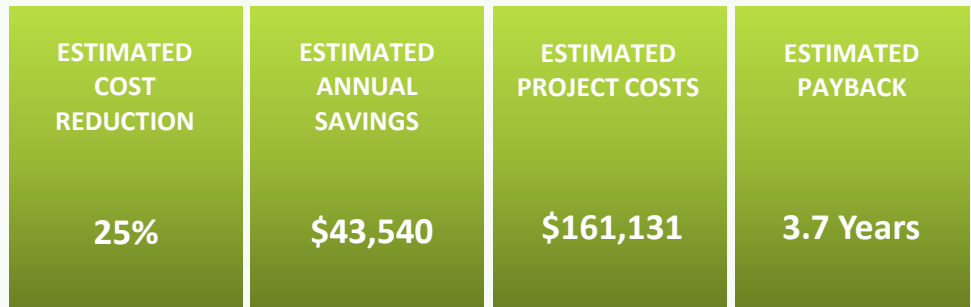 ESTIMATED
COST
REDUCTION
25%
ESTIMATED
ANNUAL
SAVINGS
$43,540
ESTIMATED
PROJECT COSTS
$161,131
ESTIMATED
PAYBACK
3.7 Years